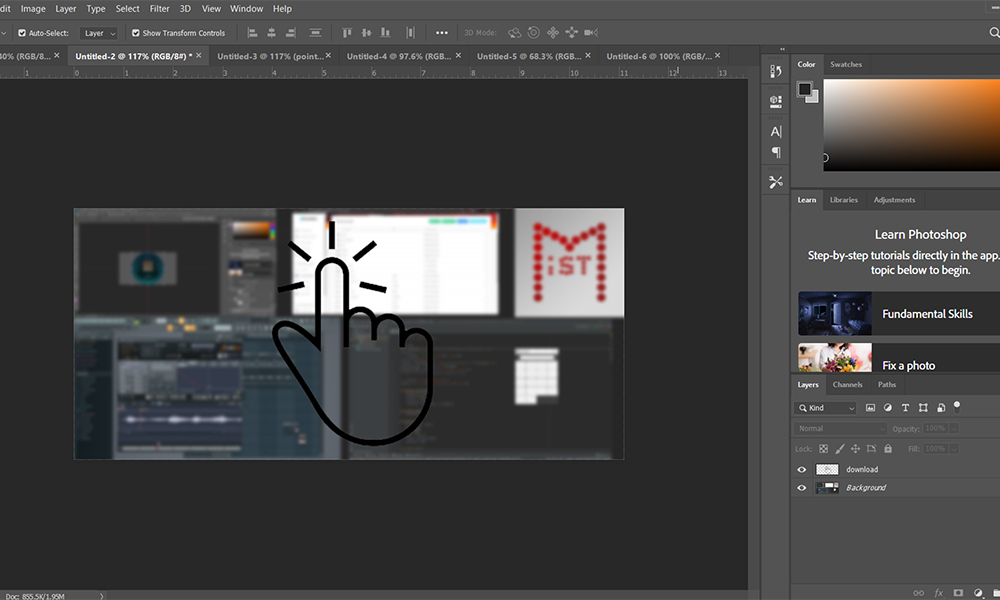 dit Image Layer Type Select Filter 3D View Window Help
Auto-Select: Layer Show Transform Controls 3D Mode:
0% (RGB/8... × Untitled-2 @ 117% (RGB/8#) * × Untitled-3 @ 117% (point... × Untitled-4 @ 97.6% (RGB... × Untitled-5 @ 68.3% (RGB... × Untitled-6 @ 100% (RGB/... ×
1 0 1 2 3 4 5 6 7 8 9 10 11 12 13
Color Swatches
A|
Learn Libraries Adjustments
Learn Photoshop
Step-by-step tutorials directly in the app.
topic below to begin.
MiST
Fundamental Skills
Fix a photo
Layers Channels Paths
Kind
Normal Opacity: 100%
Lock: Fill: 100%
download
Background
fx
Doc: 855.5K/1.95M